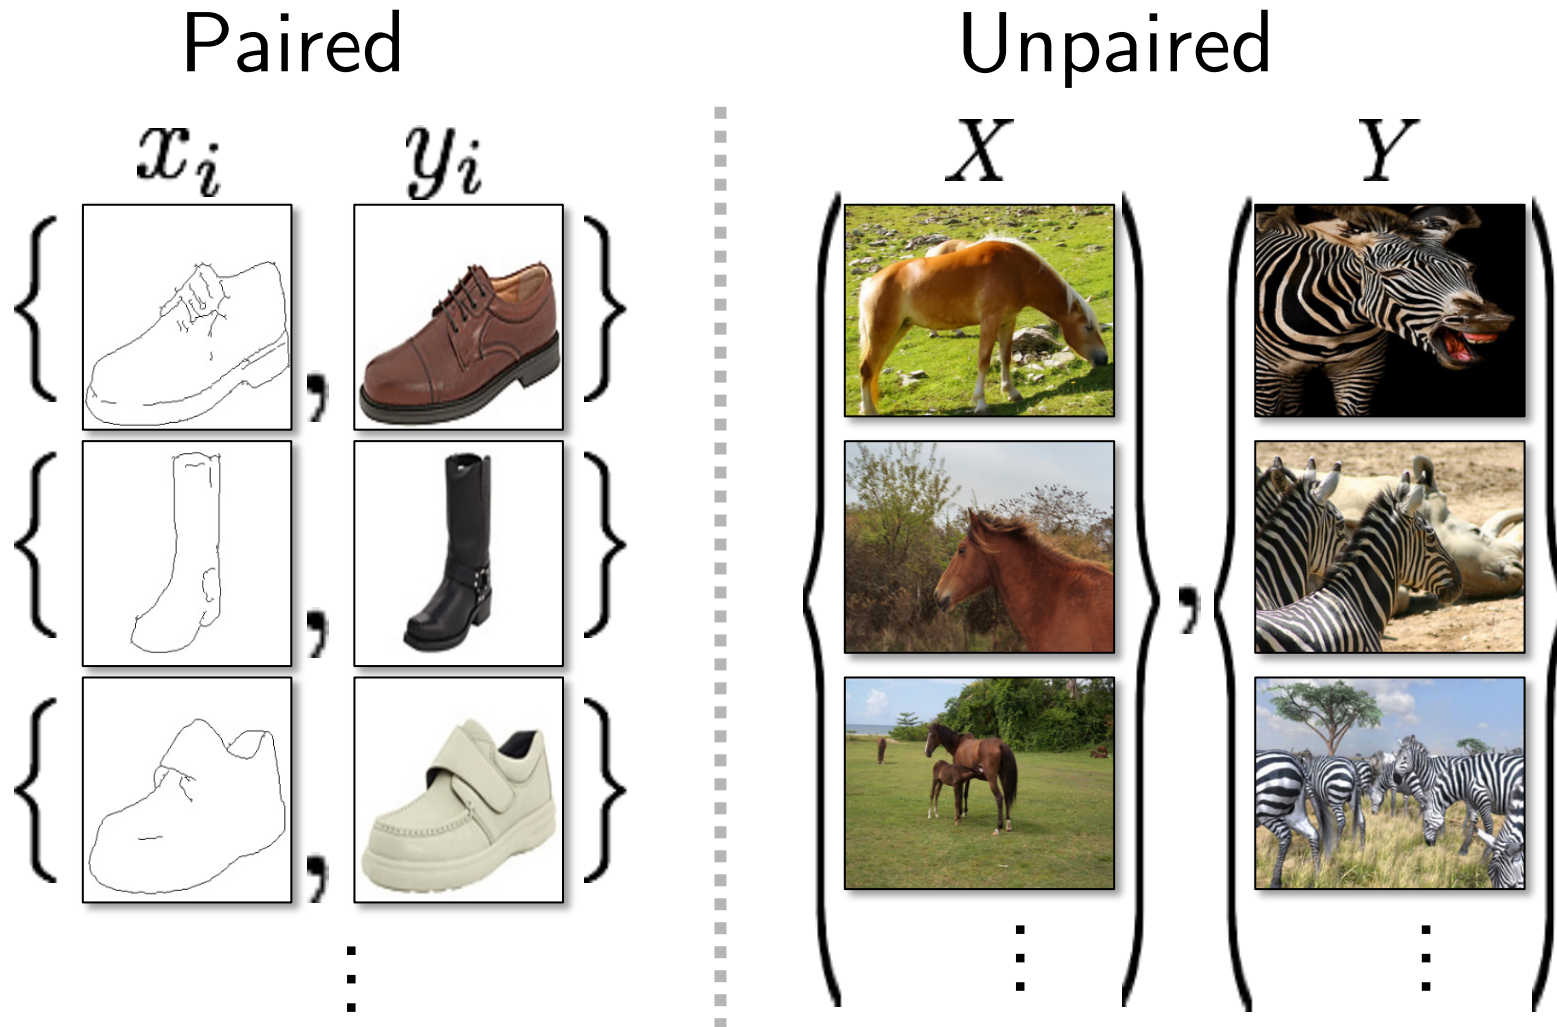 Paired Unpaired
x_i y_i X Y
{ , } { , }
{ , }
{ , }
⋮ ⋮ ⋮